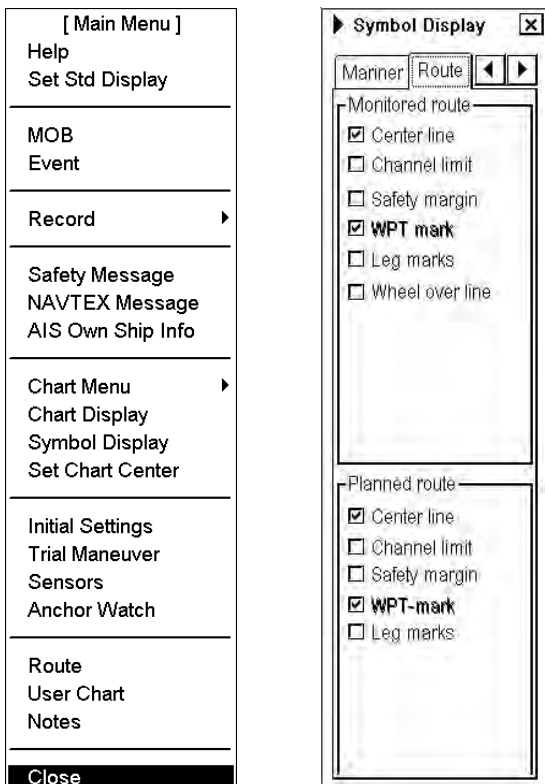 [ Main Menu ]
Help
Set Std Display
MOB
Event
Record
Safety Message
NAVTEX Message
AIS Own Ship Info
Chart Menu
Chart Display
Symbol Display
Set Chart Center
Initial Settings
Trial Maneuver
Sensors
Anchor Watch
Route
User Chart
Notes
Close
Symbol Display
Mariner Route
Monitored route
Center line
Channel limit
Safety margin
WPT mark
Leg marks
Wheel over line
Planned route
Center line
Channel limit
Safety margin
WPT-mark
Leg marks